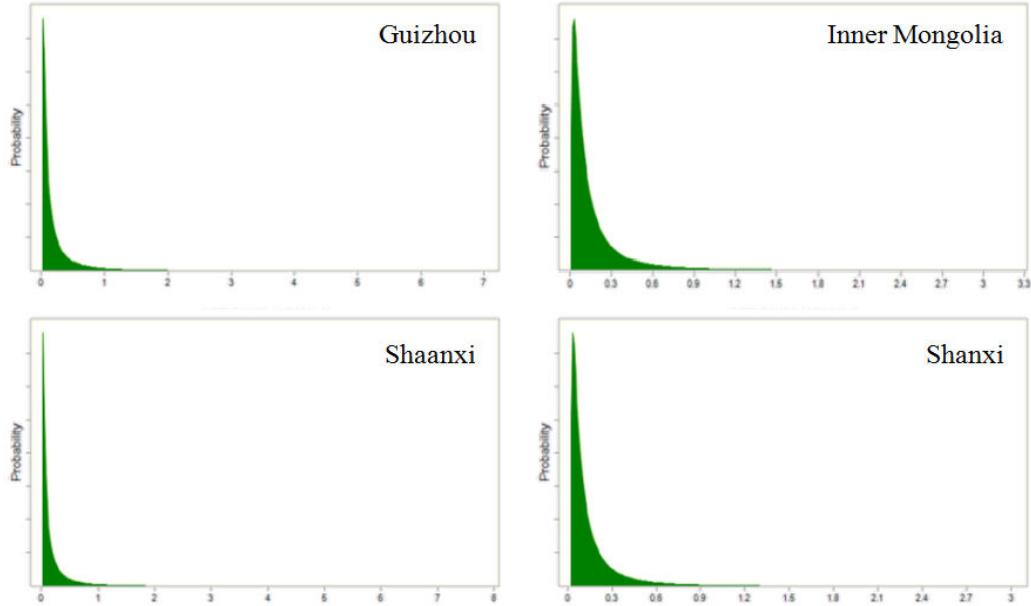 Guizhou
Probability
0 1 2 3 4 5 6 7
Inner Mongolia
Probability
0 0.3 0.6 0.9 1.2 1.5 1.8 2.1 2.4 2.7 3 3.3
Shaanxi
Probability
0 1 2 3 4 5 6 7 8
Shanxi
Probability
0 0.3 0.6 0.9 1.2 1.5 1.8 2.1 2.4 2.7 3